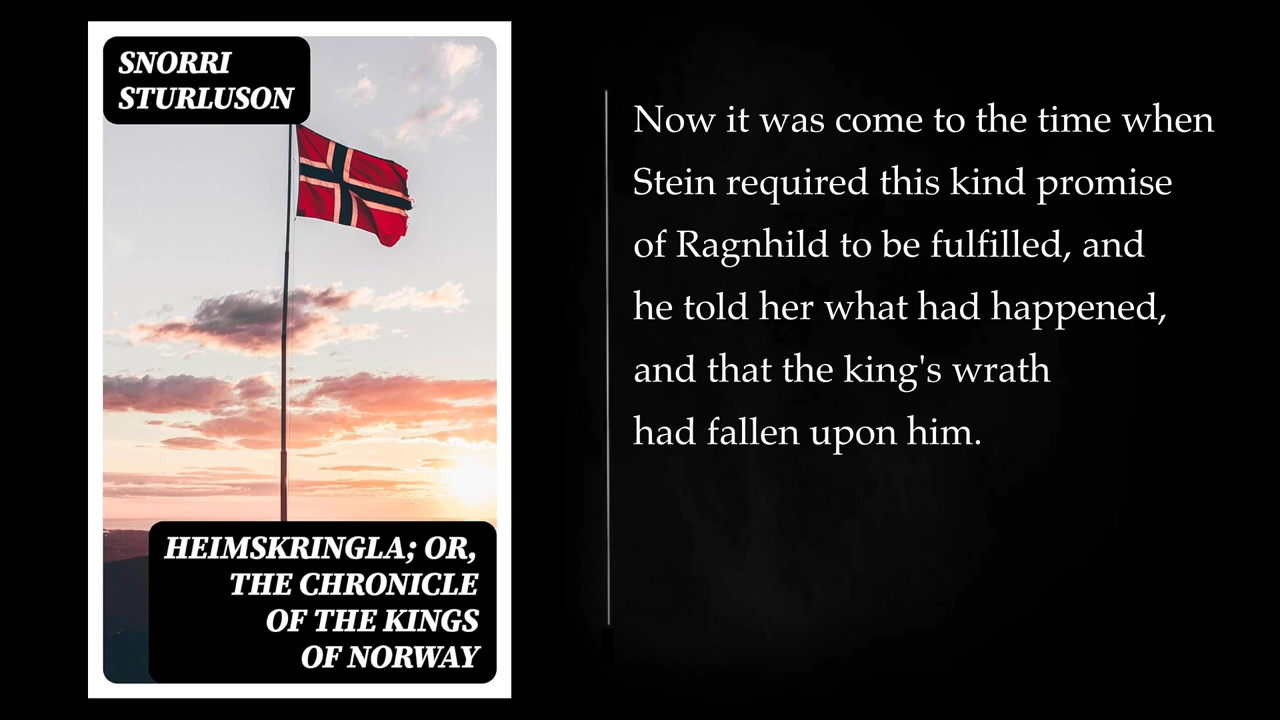 SNORRI
STURLUSON
HEIMSKRINGLA; OR,
THE CHRONICLE
OF THE KINGS
OF NORWAY
Now it was come to the time when
Stein required this kind promise
of Ragnhild to be fulfilled, and
he told her what had happened,
and that the king's wrath
had fallen upon him.